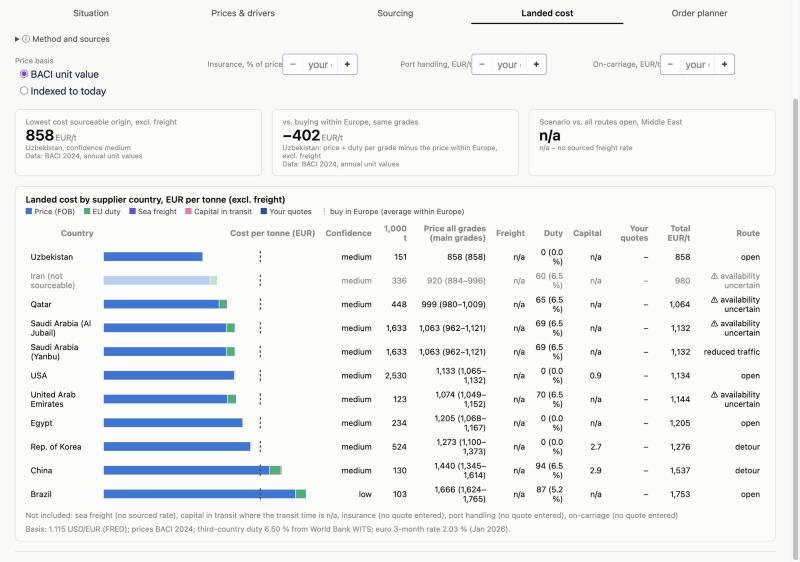 Situation
Prices & drivers
Sourcing
Landed cost
Order planner
▶ ⓘ Method and sources
Price basis
BACI unit value
Indexed to today
Insurance, % of price − your +
Port handling, EUR/t − your +
On-carriage, EUR/t − your +
Lowest cost sourceable origin, excl. freight
858 EUR/t
Uzbekistan, confidence medium
Data: BACI 2024, annual unit values
vs. buying within Europe, same grades
−402 EUR/t
Uzbekistan: price + duty per grade minus the price within Europe,
excl. freight
Data: BACI 2024, annual unit values
Scenario vs. all routes open, Middle East
n/a
n/a – no sourced freight rate
Landed cost by supplier country, EUR per tonne (excl. freight)
Price (FOB) EU duty Sea freight Capital in transit Your quotes buy in Europe (average within Europe)
Country Cost per tonne (EUR) Confidence 1,000 t Price all grades (main grades) Freight Duty Capital Your quotes Total EUR/t Route
Uzbekistan medium 151 858 (858) n/a 0 (0.0 %) n/a – 858 open
Iran (not sourceable) medium 336 920 (884–996) n/a 60 (6.5 %) n/a – 980 ⚠ availability uncertain
Qatar medium 448 999 (980–1,009) n/a 65 (6.5 %) n/a – 1,064 ⚠ availability uncertain
Saudi Arabia (Al Jubail) medium 1,633 1,063 (962–1,121) n/a 69 (6.5 %) n/a – 1,132 ⚠ availability uncertain
Saudi Arabia (Yanbu) medium 1,633 1,063 (962–1,121) n/a 69 (6.5 %) n/a – 1,132 reduced traffic
USA medium 2,530 1,133 (1,065–1,132) n/a 0 (0.0 %) 0.9 – 1,134 open
United Arab Emirates medium 123 1,074 (1,049–1,152) n/a 70 (6.5 %) n/a – 1,144 ⚠ availability uncertain
Egypt medium 234 1,205 (1,068–1,167) n/a 0 (0.0 %) n/a – 1,205 open
Rep. of Korea medium 524 1,273 (1,100–1,373) n/a 0 (0.0 %) 2.7 – 1,276 detour
China medium 130 1,440 (1,345–1,614) n/a 94 (6.5 %) 2.9 – 1,537 detour
Brazil low 103 1,666 (1,624–1,765) n/a 87 (5.2 %) n/a – 1,753 open
Not included: sea freight (no sourced rate), capital in transit where the transit time is n/a, insurance (no quote entered), port handling (no quote entered), on-carriage (no quote entered)
Basis: 1.115 USD/EUR (FRED); prices BACI 2024; third-country duty 6.50 % from World Bank WITS; euro 3-month rate 2.03 % (Jan 2026).